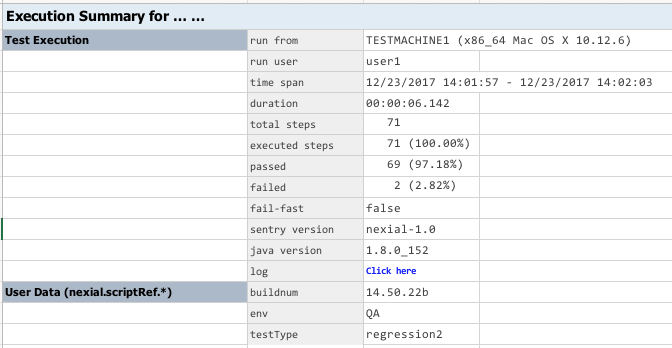 Execution Summary for ... ...
Test Execution run from TESTMACHINE1 (x86_64 Mac OS X 10.12.6)
run user user1
time span 12/23/2017 14:01:57 - 12/23/2017 14:02:03
duration 00:00:06.142
total steps 71
executed steps 71 (100.00%)
passed 69 (97.18%)
failed 2 (2.82%)
fail-fast false
sentry version nexial-1.0
java version 1.8.0_152
log Click here
User Data (nexial.scriptRef.*) buildnum 14.50.22b
env QA
testType regression2